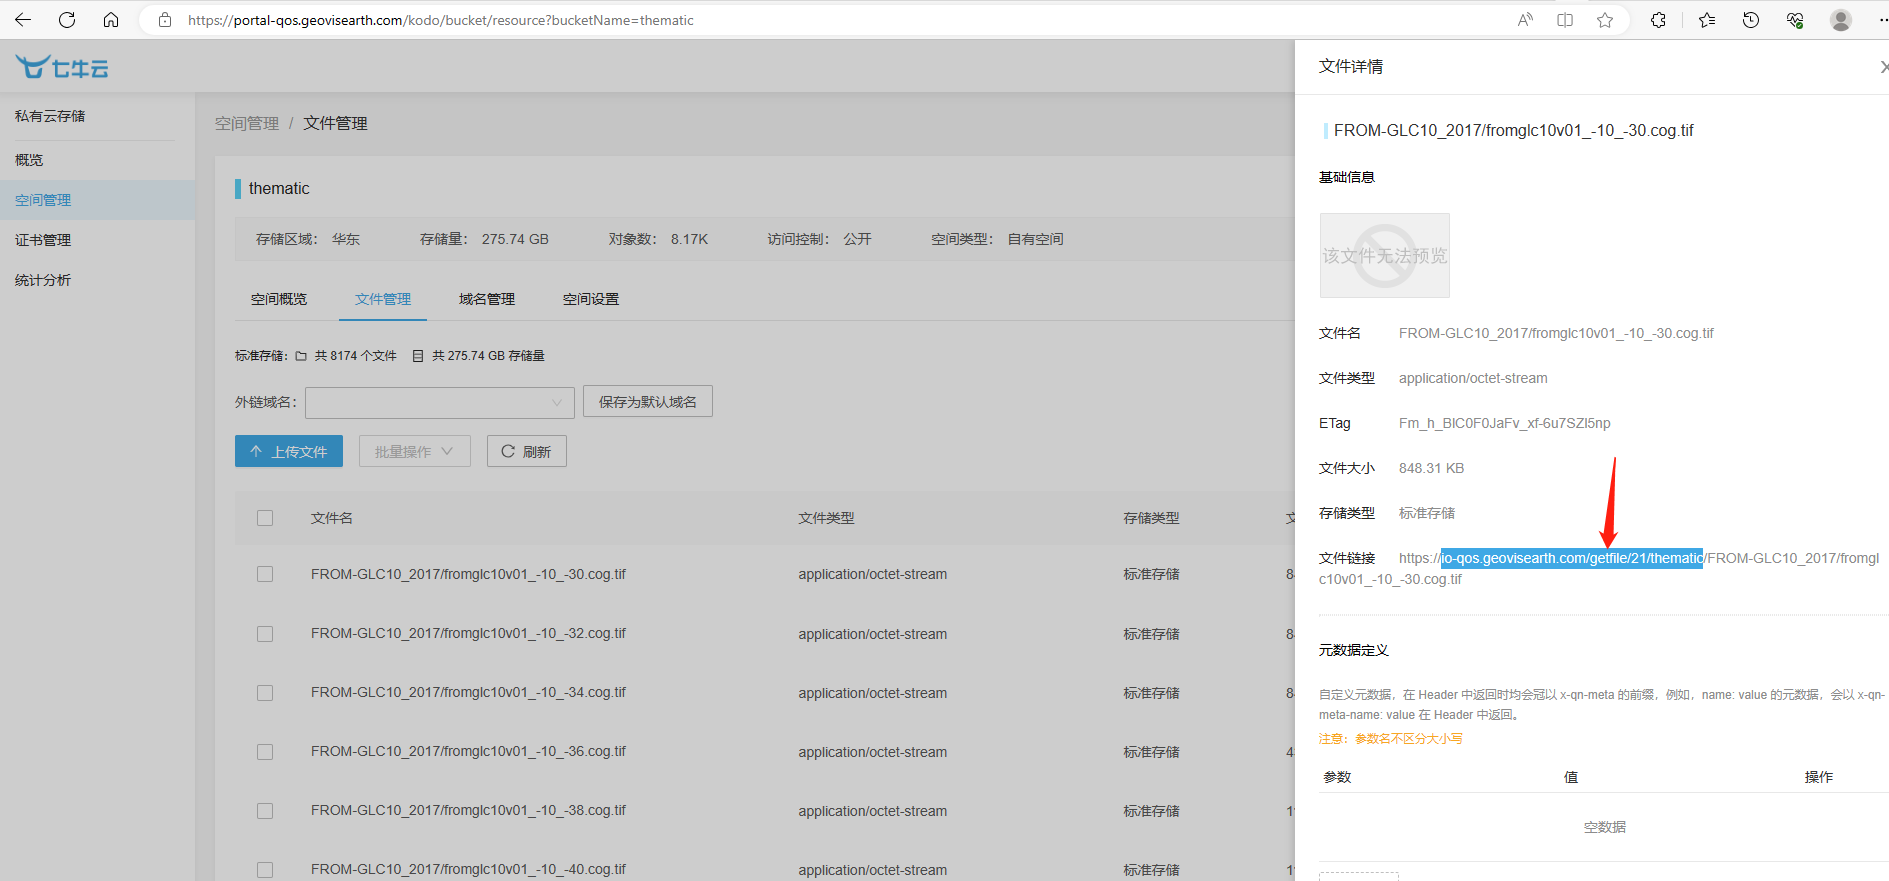 https://portal-qos.geovisearth.com/kodo/bucket/resource?bucketName=thematic
七牛云
私有云存储
概览
空间管理
证书管理
统计分析
空间管理 / 文件管理
thematic
存储区域： 华东 存储量： 275.74 GB 对象数： 8.17K 访问控制： 公开 空间类型： 自有空间
空间概览 文件管理 域名管理 空间设置
标准存储： 共 8174 个文件 共 275.74 GB 存储量
外链域名： 保存为默认域名
上传文件 批量操作 刷新
文件名 文件类型 存储类型
FROM-GLC10_2017/fromglc10v01_-10_-30.cog.tif application/octet-stream 标准存储
FROM-GLC10_2017/fromglc10v01_-10_-32.cog.tif application/octet-stream 标准存储
FROM-GLC10_2017/fromglc10v01_-10_-34.cog.tif application/octet-stream 标准存储
FROM-GLC10_2017/fromglc10v01_-10_-36.cog.tif application/octet-stream 标准存储
FROM-GLC10_2017/fromglc10v01_-10_-38.cog.tif application/octet-stream 标准存储
FROM-GLC10_2017/fromglc10v01_-10_-40.cog.tif application/octet-stream 标准存储
文件详情
FROM-GLC10_2017/fromglc10v01_-10_-30.cog.tif
基础信息
该文件无法预览
文件名 FROM-GLC10_2017/fromglc10v01_-10_-30.cog.tif
文件类型 application/octet-stream
ETag Fm_h_BlC0F0JaFv_xf-6u7SZl5np
文件大小 848.31 KB
存储类型 标准存储
文件链接 https://io-qos.geovisearth.com/getfile/21/thematic/FROM-GLC10_2017/fromgl
c10v01_-10_-30.cog.tif
元数据定义
自定义元数据，在 Header 中返回时均会冠以 x-qn-meta 的前缀，例如，name: value 的元数据，会以 x-qn-
meta-name: value 在 Header 中返回。
注意：参数名不区分大小写
参数 值 操作
空数据